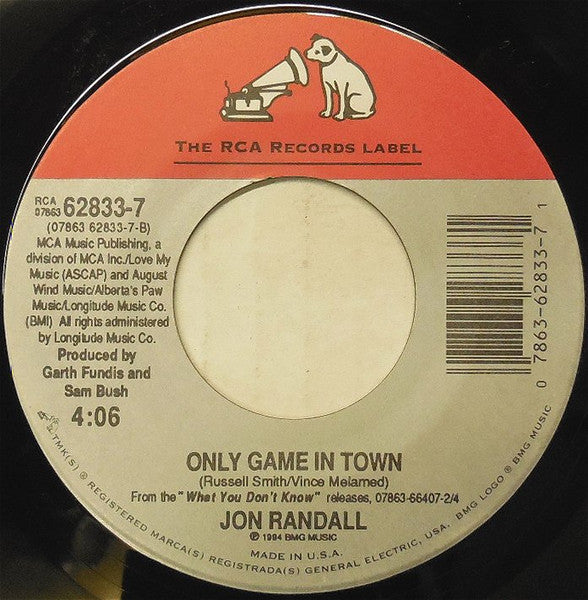 THE RCA RECORDS LABEL
RCA
07863 62833-7
(07863 62833-7-B)
MCA Music Publishing, a
division of MCA Inc./Love My
Music (ASCAP) and August
Wind Music/Alberta's Paw
Music/Longitude Music Co.
(BMI) All rights administered
by Longitude Music Co.
Produced by
Garth Fundis and
Sam Bush
4:06
0 7863-62833-7 1
ONLY GAME IN TOWN
(Russell Smith/Vince Melamed)
From the "What You Don't Know" releases, 07863-66407-2/4
JON RANDALL
℗ 1994 BMG MUSIC
MADE IN U.S.A.
TMK(S) ® REGISTERED MARCA(S) REGISTRADA(S) GENERAL ELECTRIC, USA. BMG LOGO ® BMG MUSIC